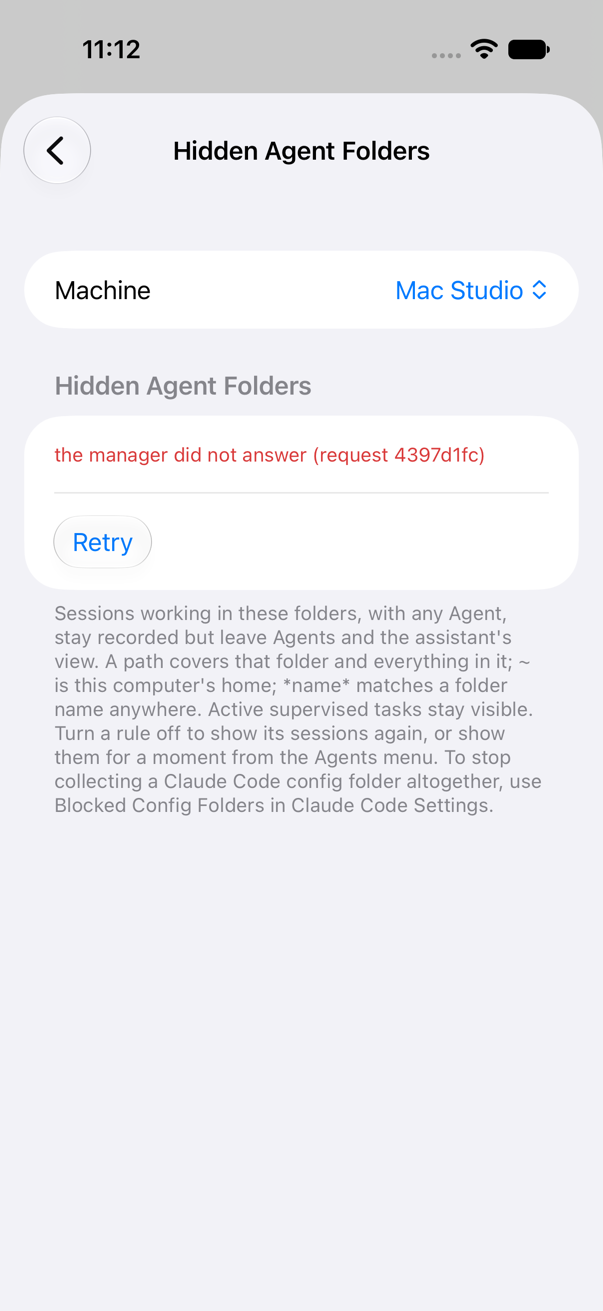 11:12
Hidden Agent Folders
Machine
Mac Studio
Hidden Agent Folders
the manager did not answer (request 4397d1fc)
Retry
Sessions working in these folders, with any Agent,
stay recorded but leave Agents and the assistant's
view. A path covers that folder and everything in it; ~
is this computer's home; *name* matches a folder
name anywhere. Active supervised tasks stay visible.
Turn a rule off to show its sessions again, or show
them for a moment from the Agents menu. To stop
collecting a Claude Code config folder altogether, use
Blocked Config Folders in Claude Code Settings.